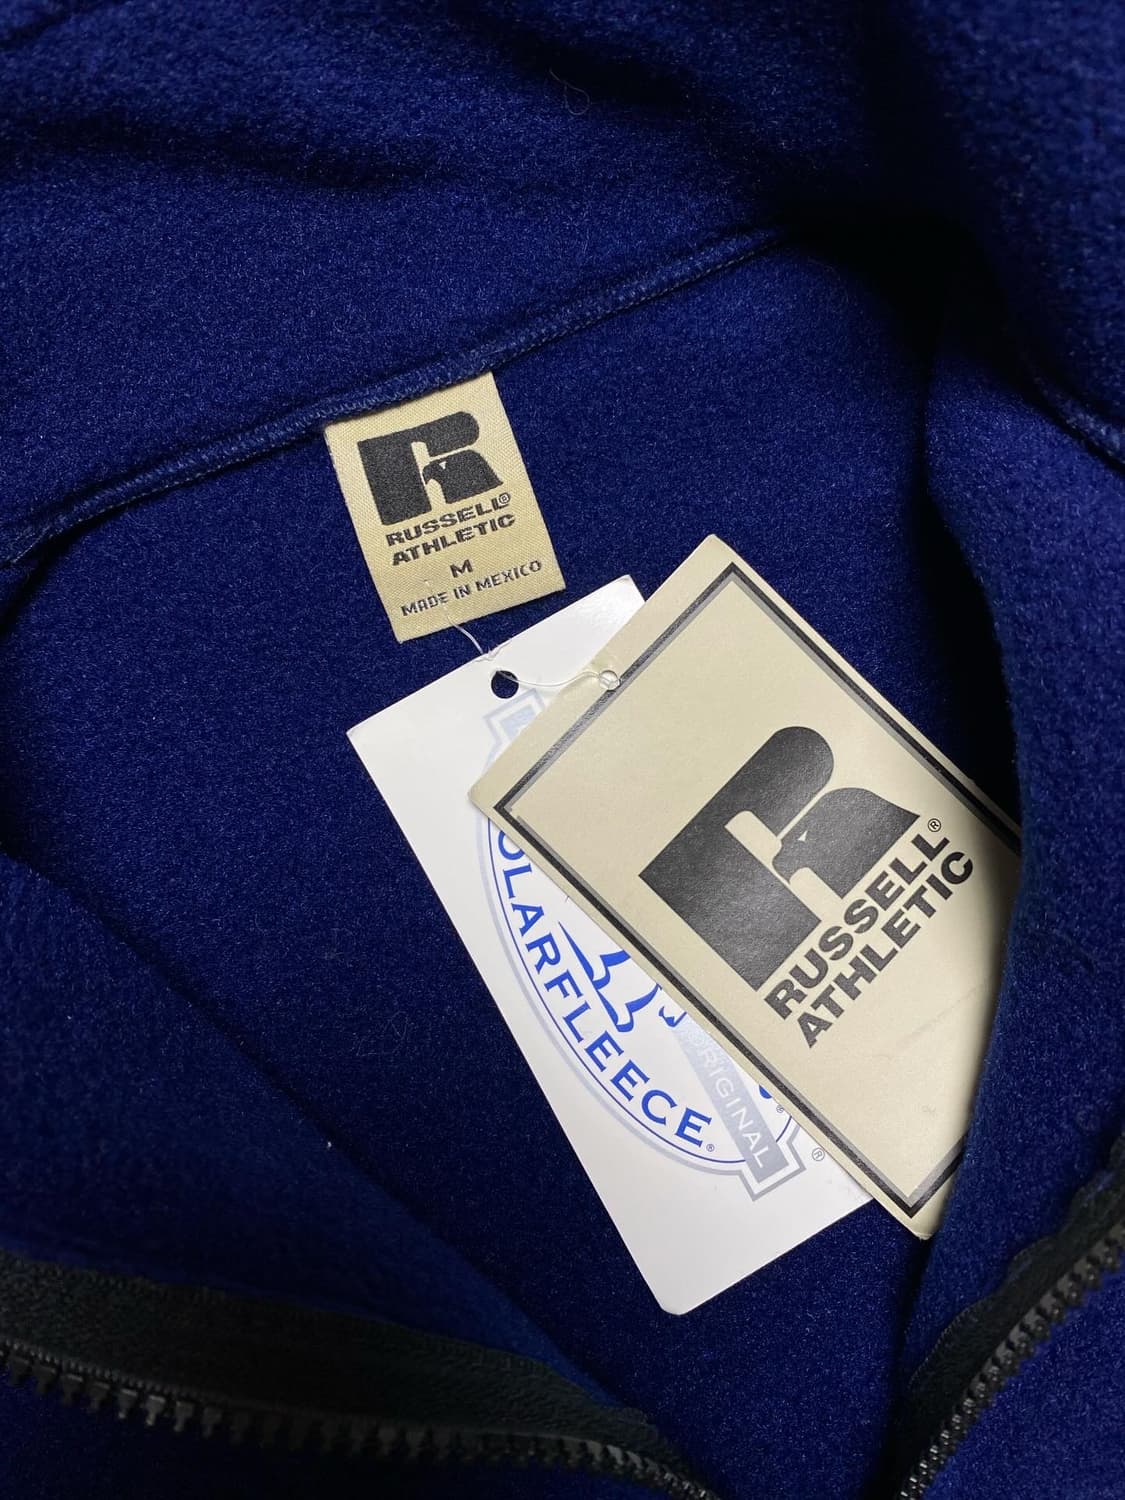 RUSSELL®
ATHLETIC
M
MADE IN MEXICO
RUSSELL®
ATHLETIC
OLARFLEECE®
ORIGINAL
®
®